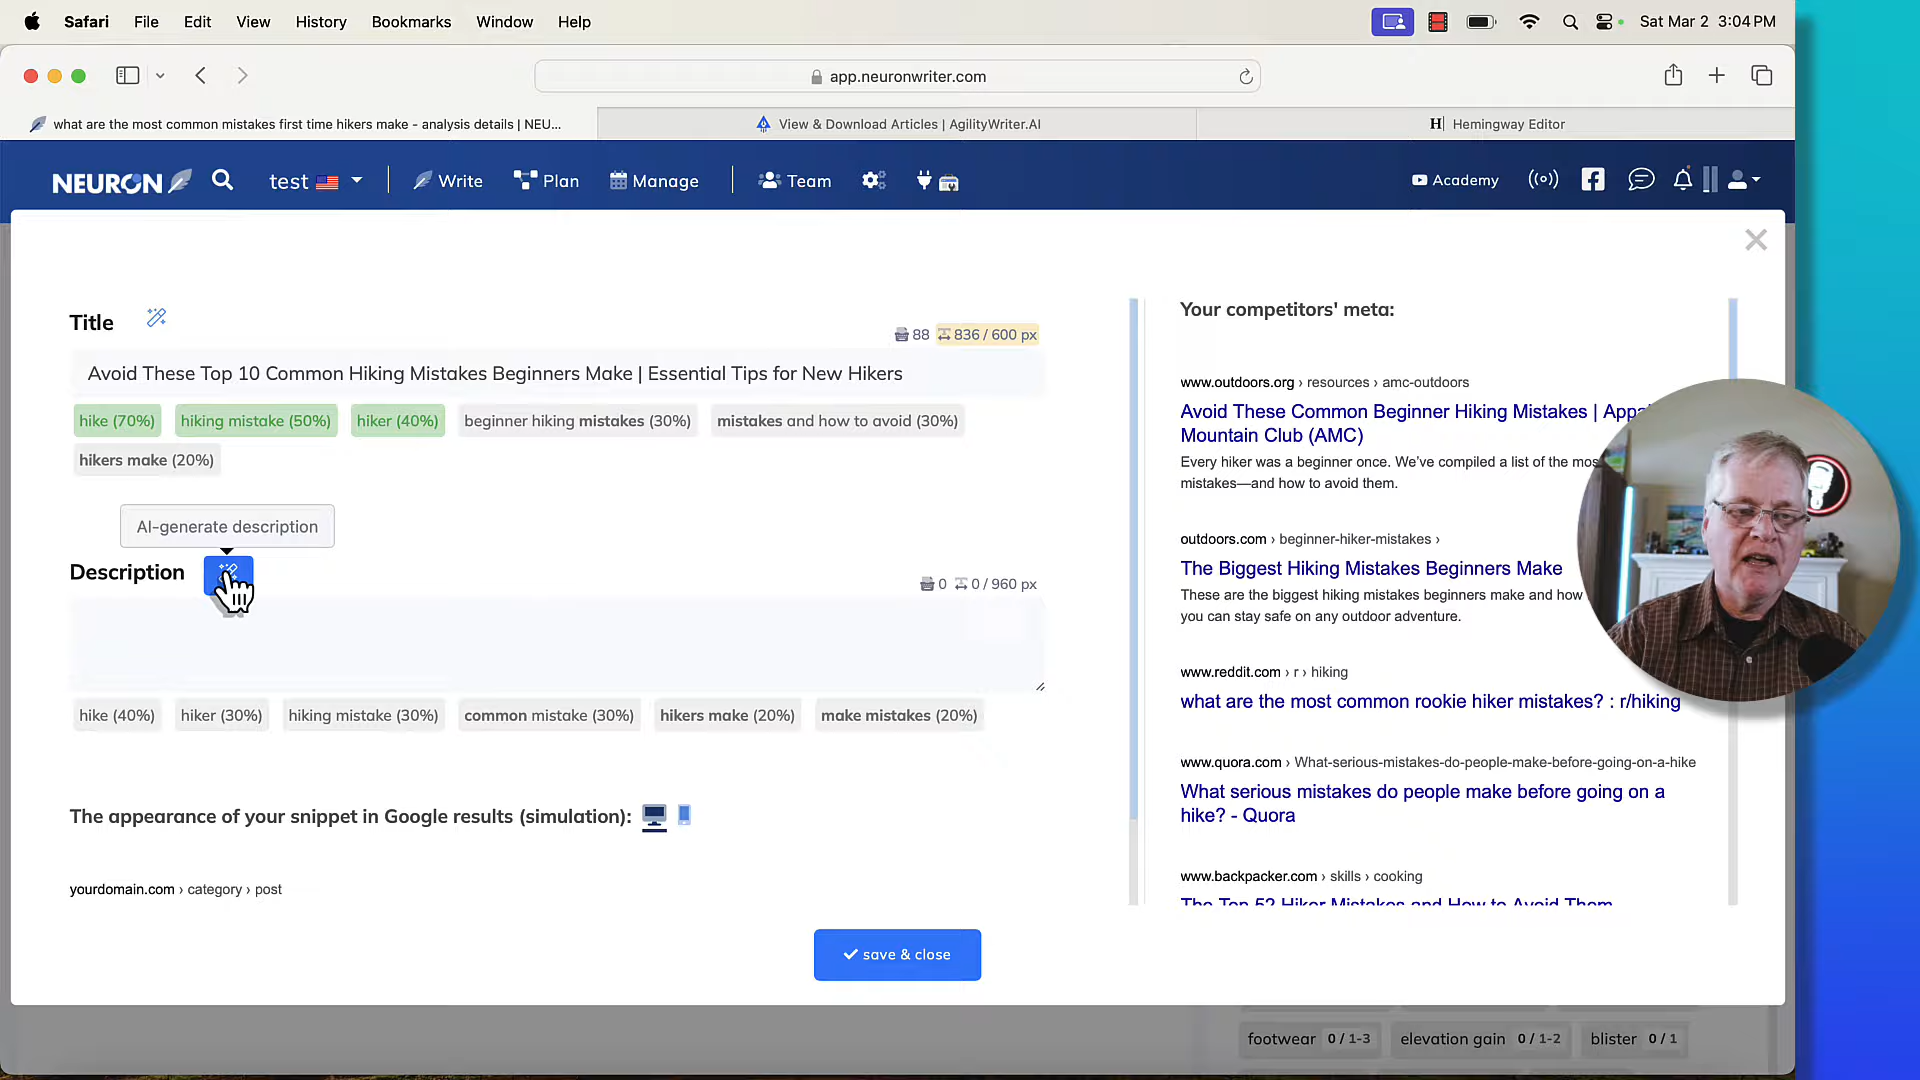 Safari File Edit View History Bookmarks Window Help Sat Mar 2 3:04 PM
app.neuronwriter.com
what are the most common mistakes first time hikers make - analysis details | NEU... View & Download Articles | AgilityWriter.AI Hemingway Editor
NEURON test Write Plan Manage Team Academy
Title
88 836 / 600 px
Avoid These Top 10 Common Hiking Mistakes Beginners Make | Essential Tips for New Hikers
hike (70%) hiking mistake (50%) hiker (40%) beginner hiking mistakes (30%) mistakes and how to avoid (30%)
hikers make (20%)
AI-generate description
Description
0 0 / 960 px
hike (40%) hiker (30%) hiking mistake (30%) common mistake (30%) hikers make (20%) make mistakes (20%)
The appearance of your snippet in Google results (simulation):
yourdomain.com › category › post
save & close
Your competitors' meta:
www.outdoors.org › resources › amc-outdoors
Avoid These Common Beginner Hiking Mistakes |
Mountain Club (AMC)
Every hiker was a beginner once. We've compiled a list of the
mistakes—and how to avoid them.
outdoors.com › beginner-hiker-mistakes ›
The Biggest Hiking Mistakes Beginners Make
These are the biggest hiking mistakes beginners make and how
you can stay safe on any outdoor adventure.
www.reddit.com › r › hiking
what are the most common rookie hiker mistakes? : r/hiking
www.quora.com › What-serious-mistakes-do-people-make-before-going-on-a-hike
What serious mistakes do people make before going on a
hike? - Quora
www.backpacker.com › skills › cooking
The Top 52 Hiker Mistakes and How to Avoid Them
footwear 0 / 1-3 elevation gain 0 / 1-2 blister 0 / 1